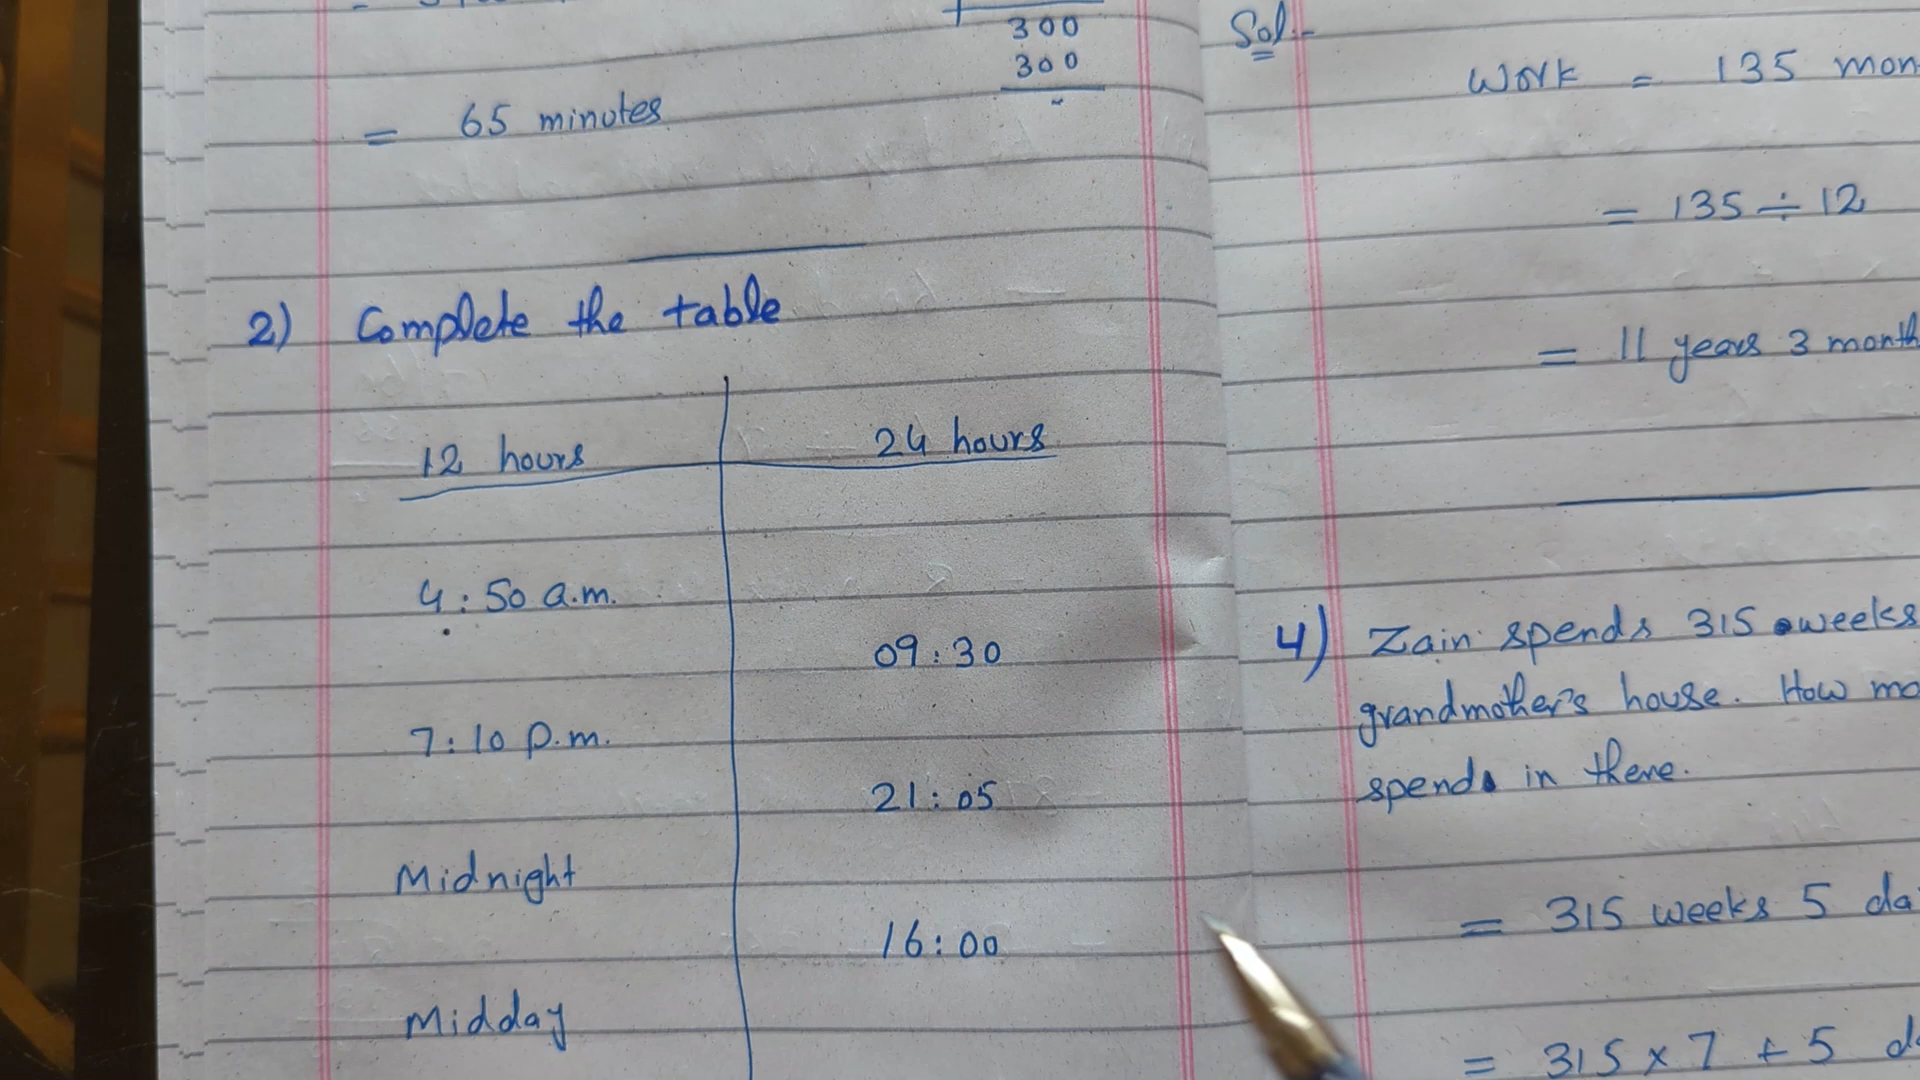 300
300
= 65 minutes
2) Complete the table
12 hours 24 hours
4:50 a.m.
09:30
7:10 p.m.
21:05
Midnight
16:00
Midday
Sol-
Work = 135 mon
= 135 ÷ 12
= 11 years 3 month
4) Zain spends 315 weeks
grandmother's house. How ma
spends in there.
= 315 weeks 5 da
= 315 x 7 + 5 d